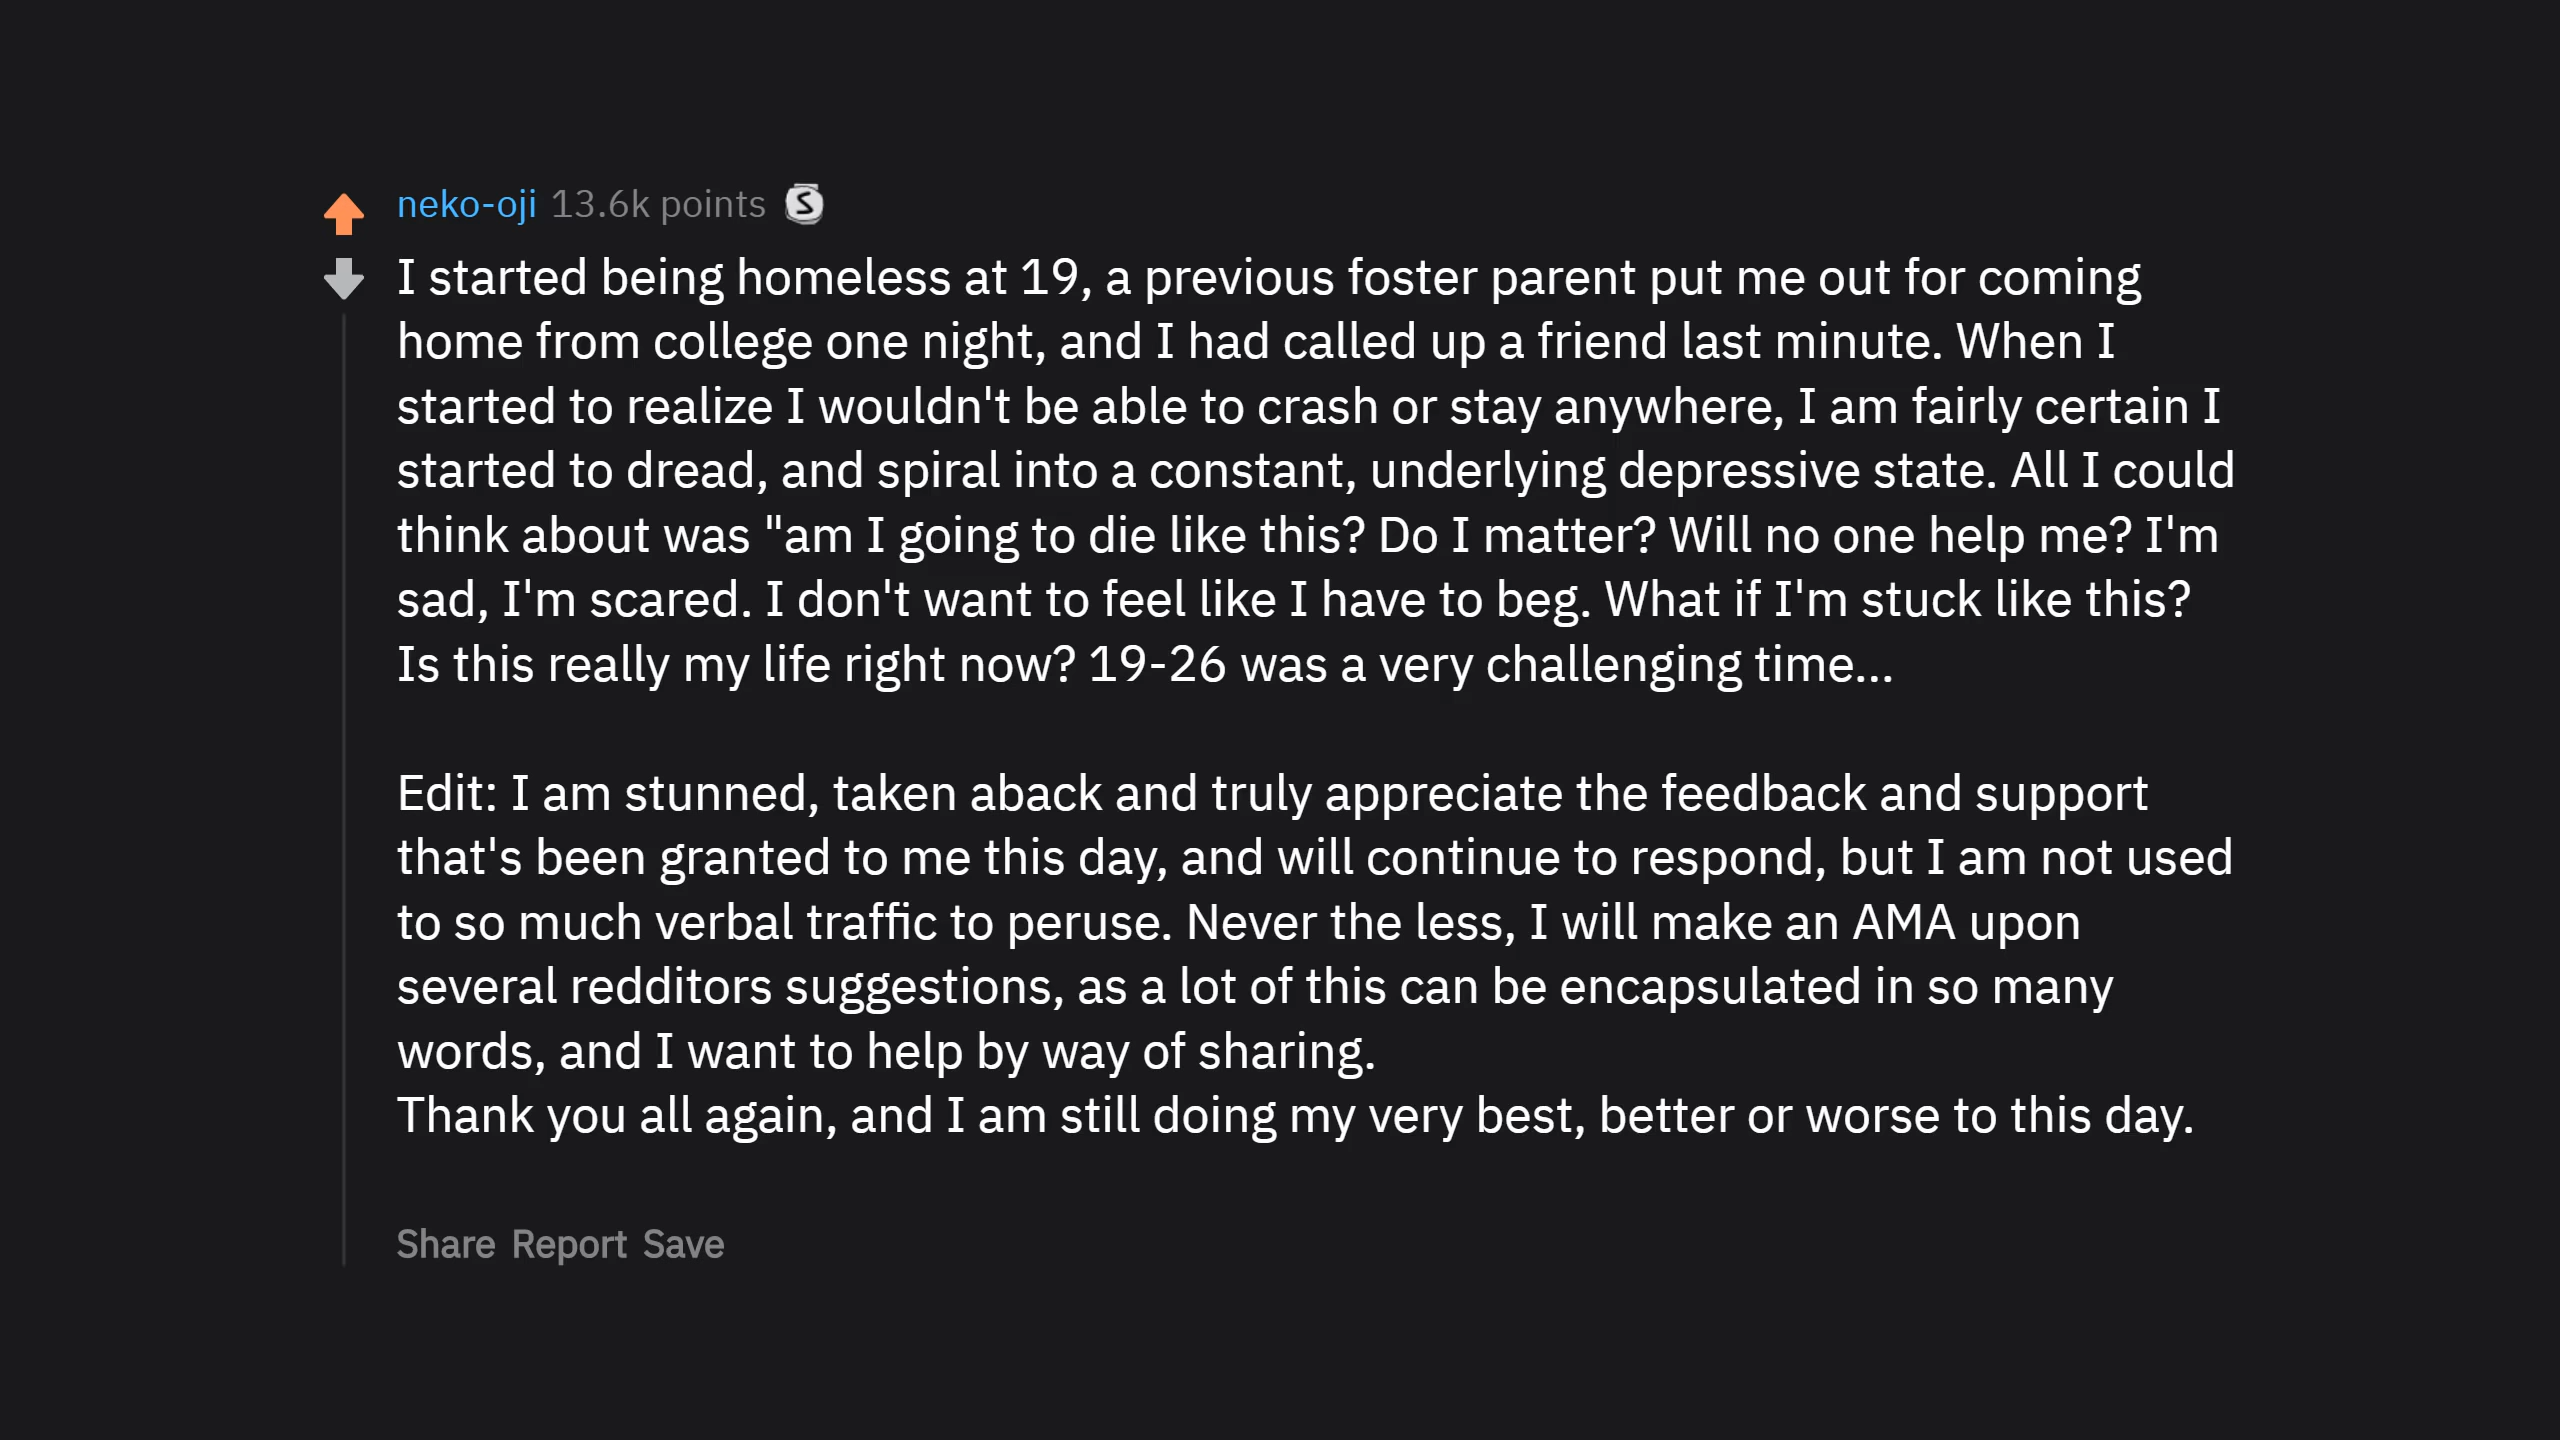 neko-oji 13.6k points S
I started being homeless at 19, a previous foster parent put me out for coming
home from college one night, and I had called up a friend last minute. When I
started to realize I wouldn't be able to crash or stay anywhere, I am fairly certain I
started to dread, and spiral into a constant, underlying depressive state. All I could
think about was "am I going to die like this? Do I matter? Will no one help me? I'm
sad, I'm scared. I don't want to feel like I have to beg. What if I'm stuck like this?
Is this really my life right now? 19-26 was a very challenging time...
Edit: I am stunned, taken aback and truly appreciate the feedback and support
that's been granted to me this day, and will continue to respond, but I am not used
to so much verbal traffic to peruse. Never the less, I will make an AMA upon
several redditors suggestions, as a lot of this can be encapsulated in so many
words, and I want to help by way of sharing.
Thank you all again, and I am still doing my very best, better or worse to this day.
Share Report Save